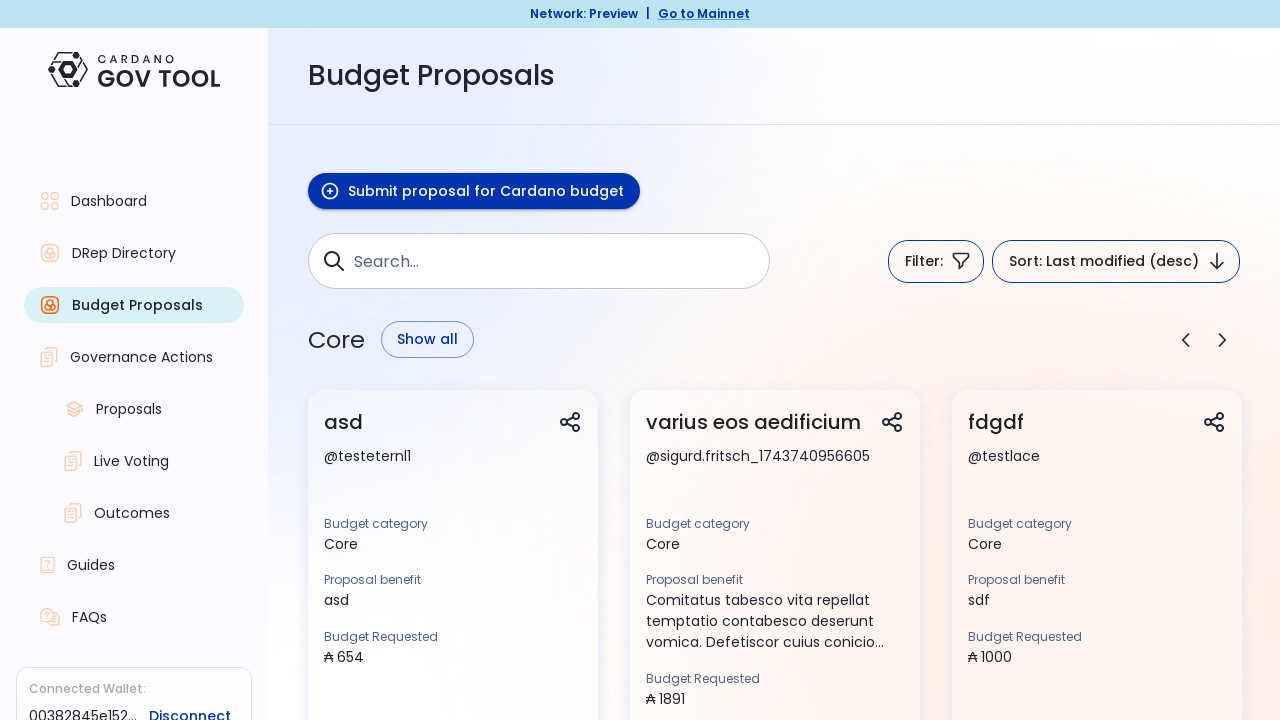 Network: Preview | Go to Mainnet
CARDANO
GOV TOOL
Budget Proposals
Dashboard
DRep Directory
Budget Proposals
Governance Actions
Proposals
Live Voting
Outcomes
Guides
FAQs
Connected Wallet:
00382845e152... Disconnect
Submit proposal for Cardano budget
Search...
Filter:
Sort: Last modified (desc)
Core
Show all
asd
@testeternl1
Budget category
Core
Proposal benefit
asd
Budget Requested
₳ 654
varius eos aedificium
@sigurd.fritsch_1743740956605
Budget category
Core
Proposal benefit
Comitatus tabesco vita repellat
temptatio contabesco deserunt
vomica. Defetiscor cuius conicio...
Budget Requested
₳ 1891
fdgdf
@testlace
Budget category
Core
Proposal benefit
sdf
Budget Requested
₳ 1000